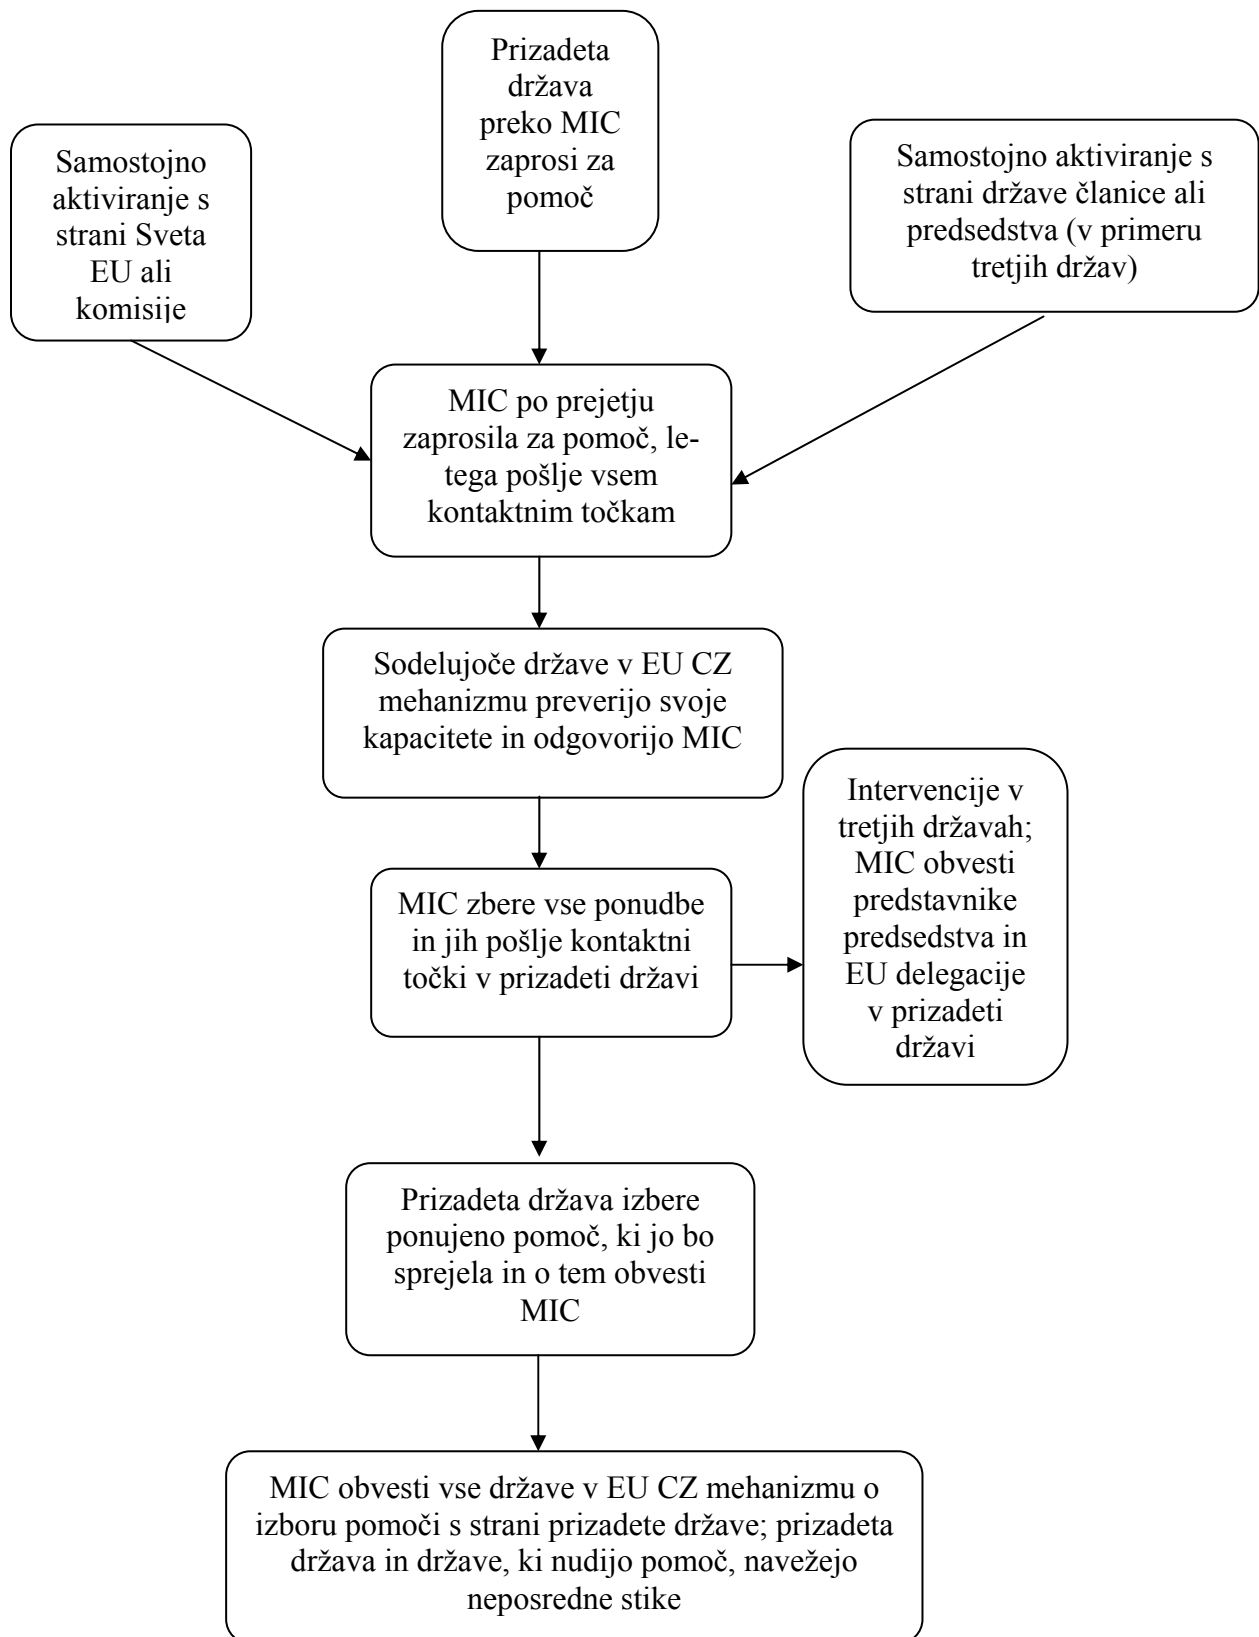 Prizadeta
država
preko MIC
zaprosi za
pomoč
Samostojno
aktiviranje s
strani Sveta
EU ali
komisije
Samostojno aktiviranje s
strani države članice ali
predsedstva (v primeru
tretjih držav)
MIC po prejetju
zaprosila za pomoč, le-
tega pošlje vsem
kontaktnim točkam
Sodelujoče države v EU CZ
mehanizmu preverijo svoje
kapacitete in odgovorijo MIC
MIC zbere vse ponudbe
in jih pošlje kontaktni
točki v prizadeti državi
Intervencije v
tretjih državah;
MIC obvesti
predstavnike
predsedstva in
EU delegacije
v prizadeti
državi
Prizadeta država izbere
ponujeno pomoč, ki jo bo
sprejela in o tem obvesti
MIC
MIC obvesti vse države v EU CZ mehanizmu o
izboru pomoči s strani prizadete države; prizadeta
država in države, ki nudijo pomoč, navežejo
neposredne stike